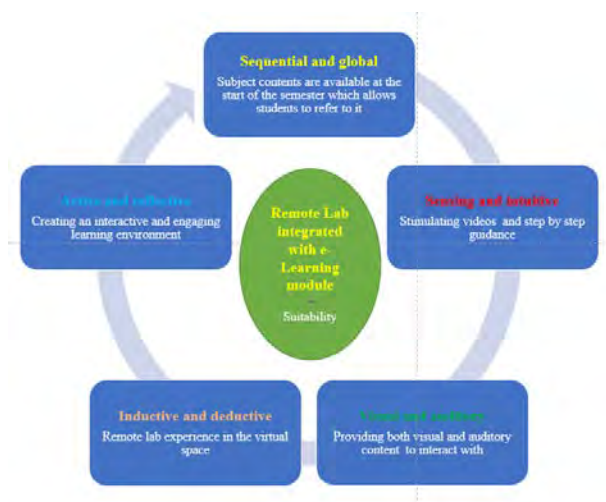 Sequential and global
Subject contents are available at the
start of the semester which allows
students to refer to it
Active and reflective
Creating an interactive and engaging
learning environment
Remote Lab
integrated
with e-
Learning
module
–
Suitability
Sensing and intuitive
Stimulating videos and step by step
guidance
Inductive and deductive
Remote lab experience in the virtual
space
Visual and auditory
Providing both visual and auditory
content to interact with